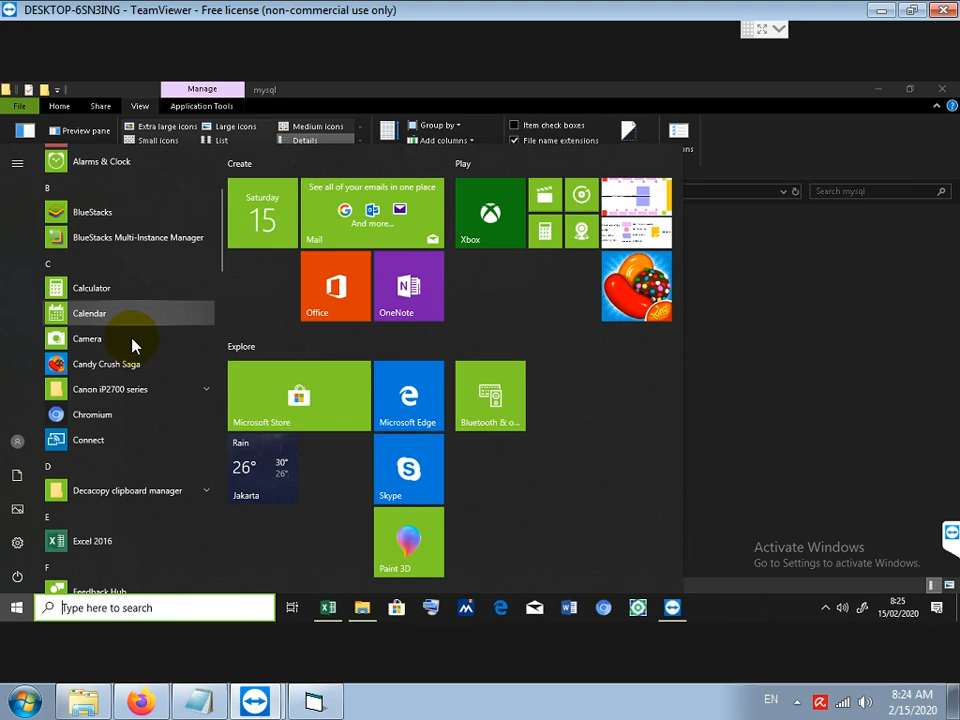 DESKTOP-6SN3ING - TeamViewer - Free license (non-commercial use only)
Manage
mysql
File
Home
Share
View
Application Tools
Preview pane
Extra large icons
Large icons
Medium icons
Small icons
List
Details
Group by
Add columns
Item check boxes
File name extensions
Search mysql
Alarms & Clock
B
BlueStacks
BlueStacks Multi-Instance Manager
C
Calculator
Calendar
Camera
Candy Crush Saga
Canon iP2700 series
Chromium
Connect
D
Decacopy clipboard manager
E
Excel 2016
F
Feedback Hub
Create
Saturday
15
See all of your emails in one place
And more...
Mail
Office
OneNote
Play
Xbox
King
Explore
Microsoft Store
Microsoft Edge
Bluetooth & o...
Rain
26°
30°
26°
Jakarta
Skype
Paint 3D
Activate Windows
Go to Settings to activate Windows.
Type here to search
8:25
15/02/2020
EN
8:24 AM
2/15/2020